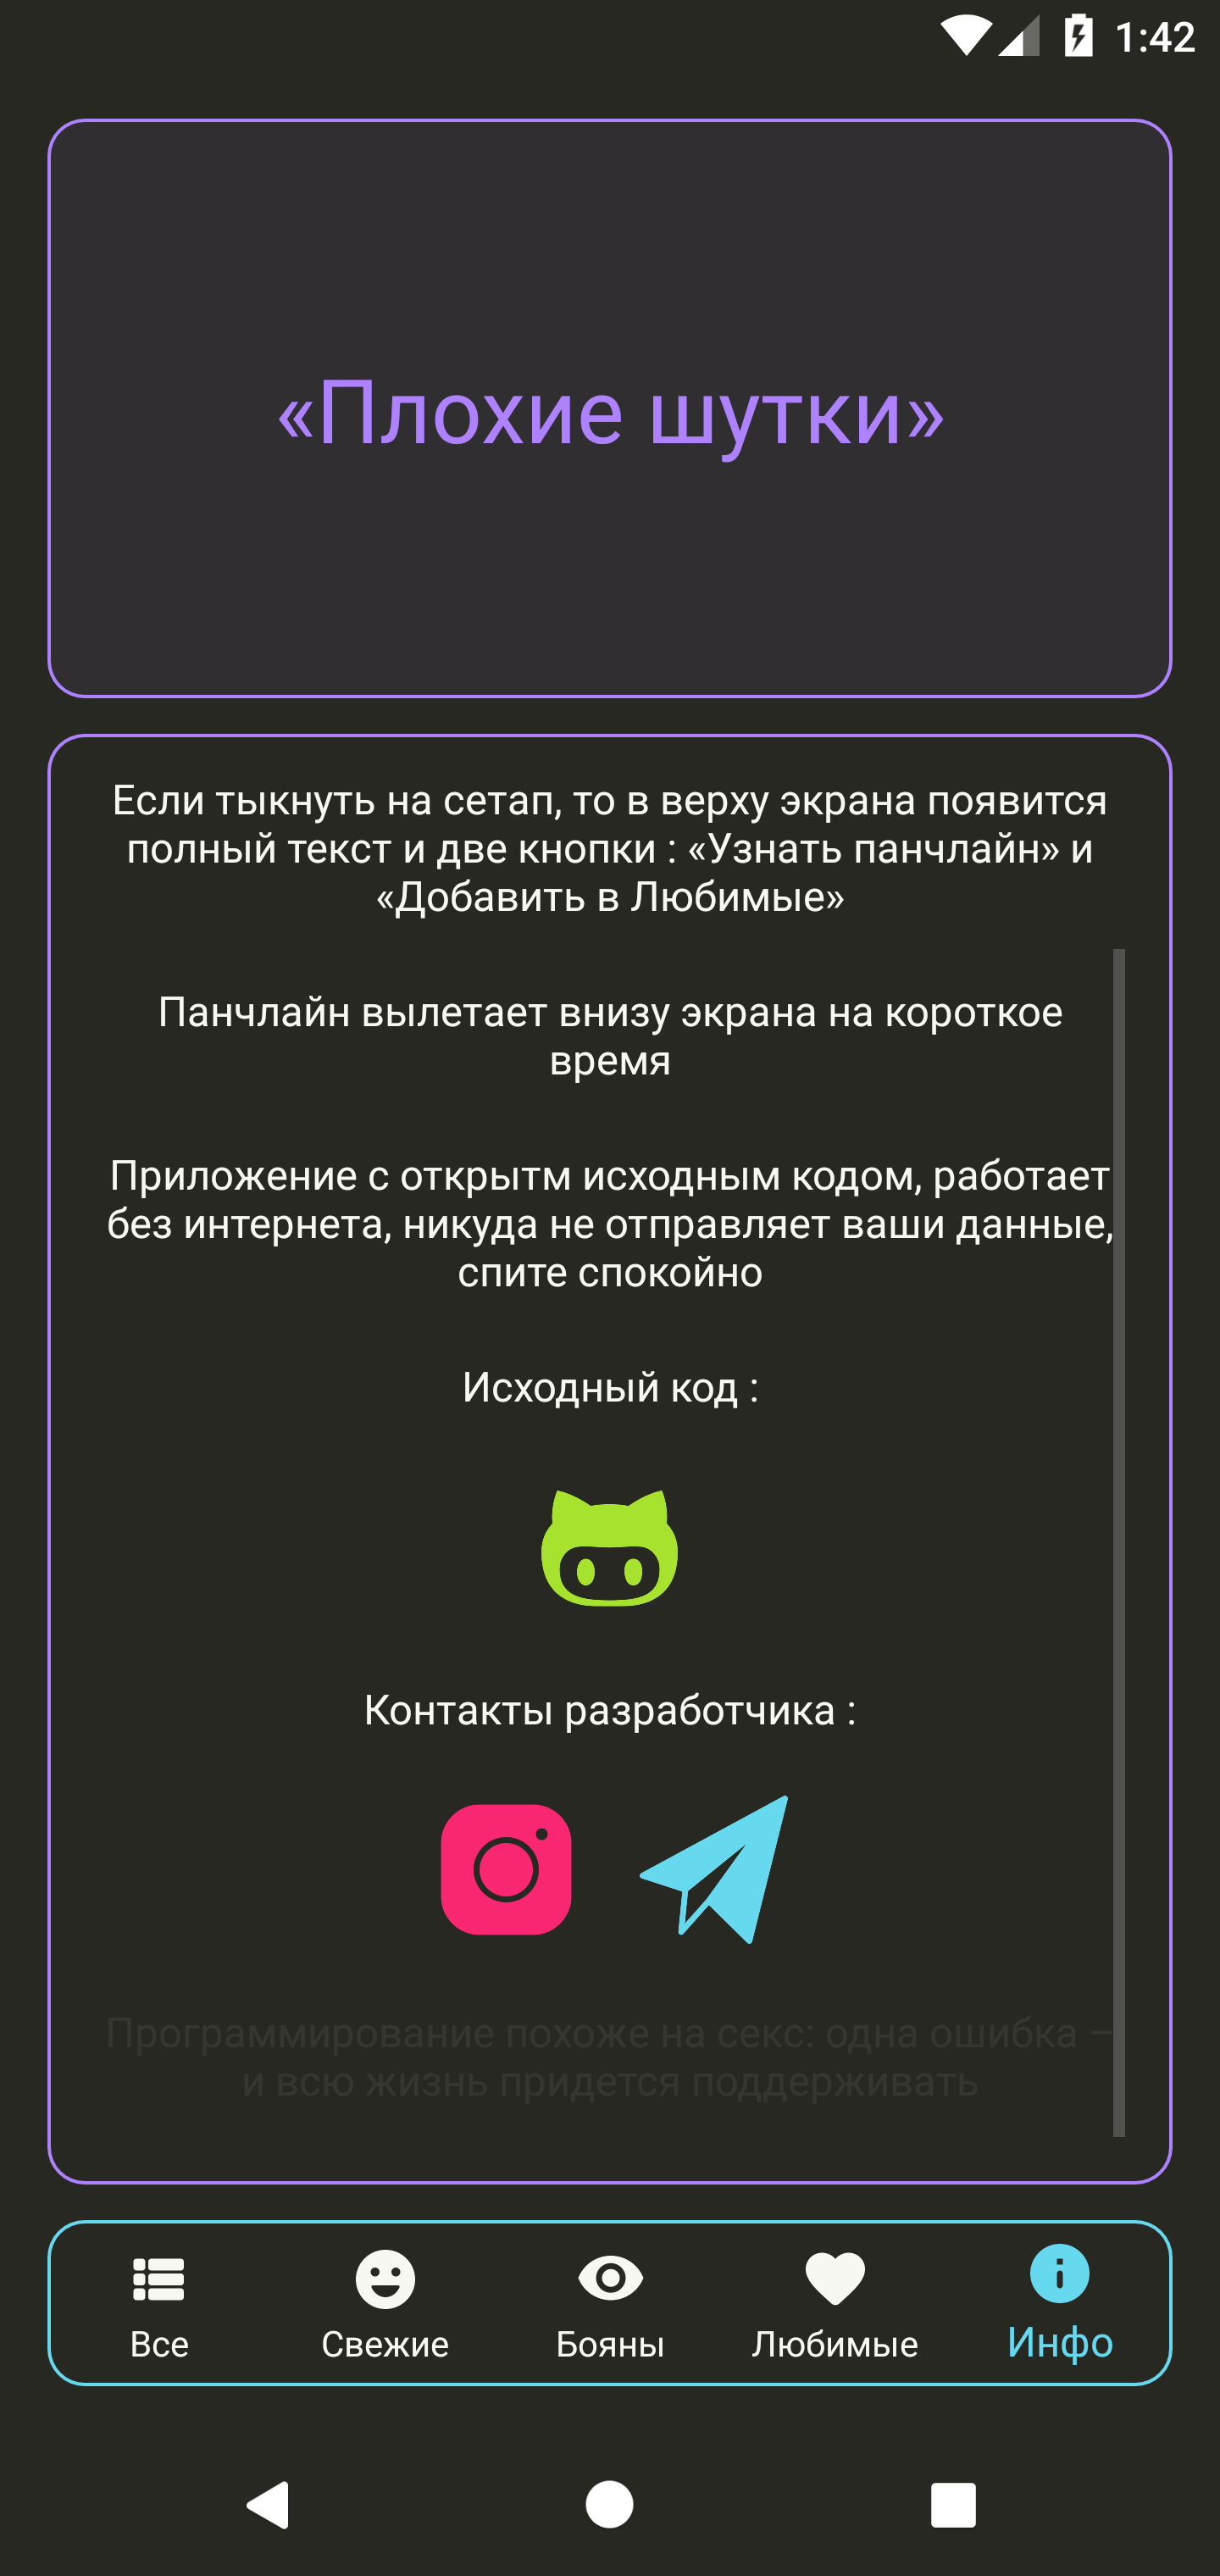 1:42
«Плохие шутки»
Если тыкнуть на сетап, то в верху экрана появится
полный текст и две кнопки : «Узнать панчлайн» и
«Добавить в Любимые»
Панчлайн вылетает внизу экрана на короткое
время
Приложение с открытм исходным кодом, работает
без интернета, никуда не отправляет ваши данные,
спите спокойно
Исходный код :
Контакты разработчика :
Программирование похоже на секс: одна ошибка –
и всю жизнь придется поддерживать
Все
Свежие
Бояны
Любимые
Инфо